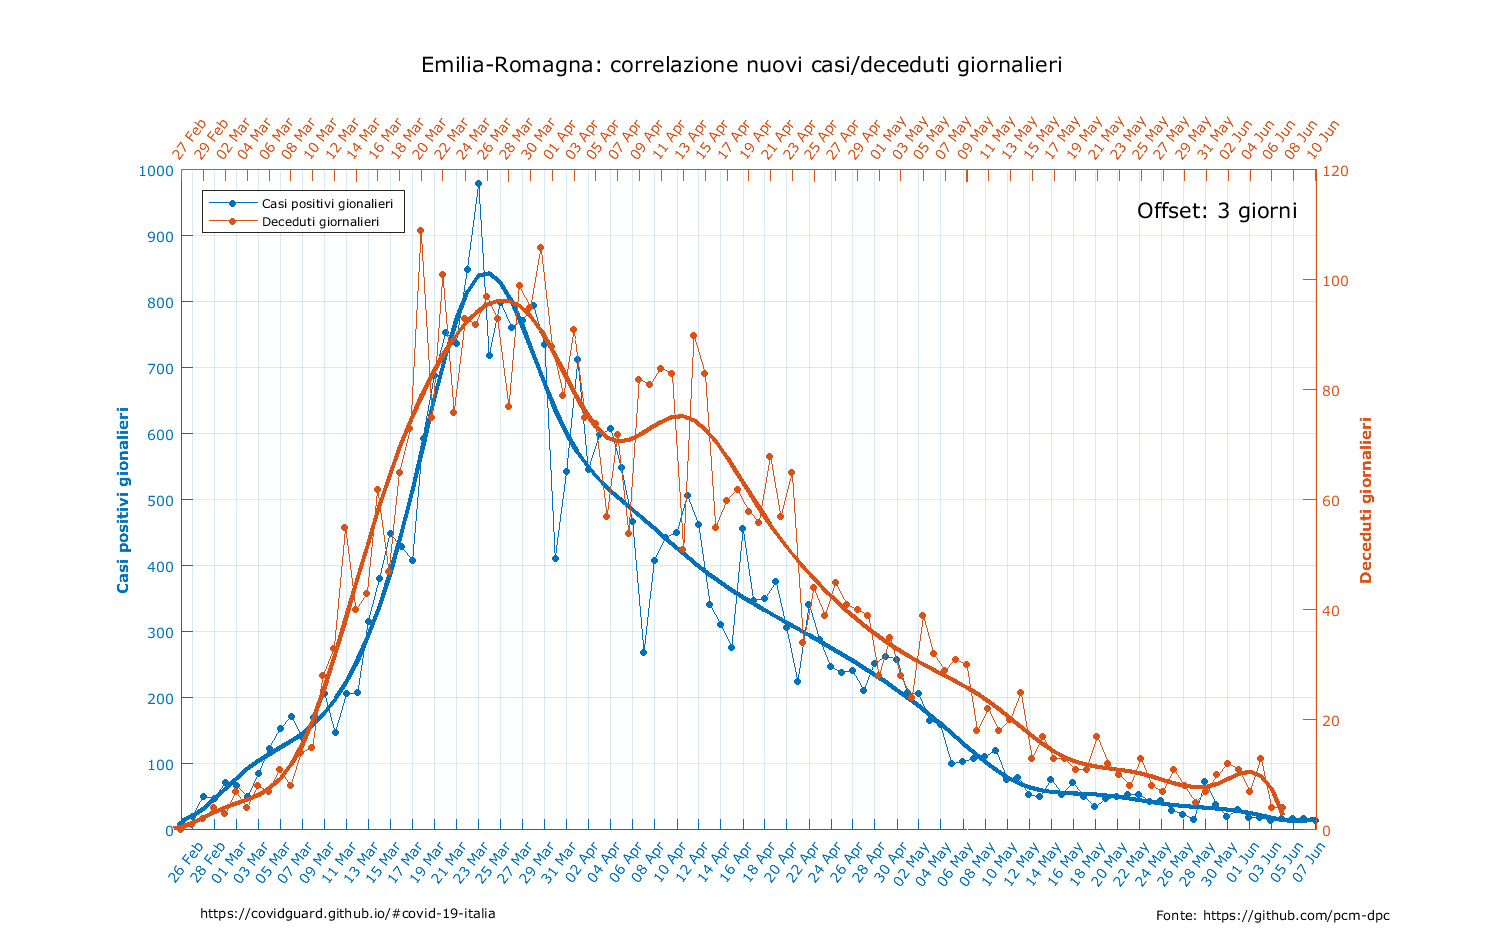 Emilia-Romagna: correlazione nuovi casi/deceduti giornalieri
27 Feb 29 Feb 02 Mar 04 Mar 06 Mar 08 Mar 10 Mar 12 Mar 14 Mar 16 Mar 18 Mar 20 Mar 22 Mar 24 Mar 26 Mar 28 Mar 30 Mar 01 Apr 03 Apr 05 Apr 07 Apr 09 Apr 11 Apr 13 Apr 15 Apr 17 Apr 19 Apr 21 Apr 23 Apr 25 Apr 27 Apr 29 Apr 01 May 03 May 05 May 07 May 09 May 11 May 13 May 15 May 17 May 19 May 21 May 23 May 25 May 27 May 29 May 31 May 02 Jun 04 Jun 06 Jun 08 Jun 10 Jun
Casi positivi gionalieri
Deceduti giornalieri
Offset: 3 giorni
1000
900
800
700
600
500
400
300
200
100
0
Casi positivi gionalieri
120
100
80
60
40
20
0
Deceduti giornalieri
26 Feb 28 Feb 01 Mar 03 Mar 05 Mar 07 Mar 09 Mar 11 Mar 13 Mar 15 Mar 17 Mar 19 Mar 21 Mar 23 Mar 25 Mar 27 Mar 29 Mar 31 Mar 02 Apr 04 Apr 06 Apr 08 Apr 10 Apr 12 Apr 14 Apr 16 Apr 18 Apr 20 Apr 22 Apr 24 Apr 26 Apr 28 Apr 30 Apr 02 May 04 May 06 May 08 May 10 May 12 May 14 May 16 May 18 May 20 May 22 May 24 May 26 May 28 May 30 May 01 Jun 03 Jun 05 Jun 07 Jun
https://covidguard.github.io/#covid-19-italia
Fonte: https://github.com/pcm-dpc